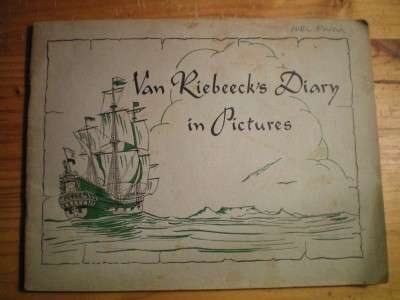 Van Riebeeck's Diary
in Pictures